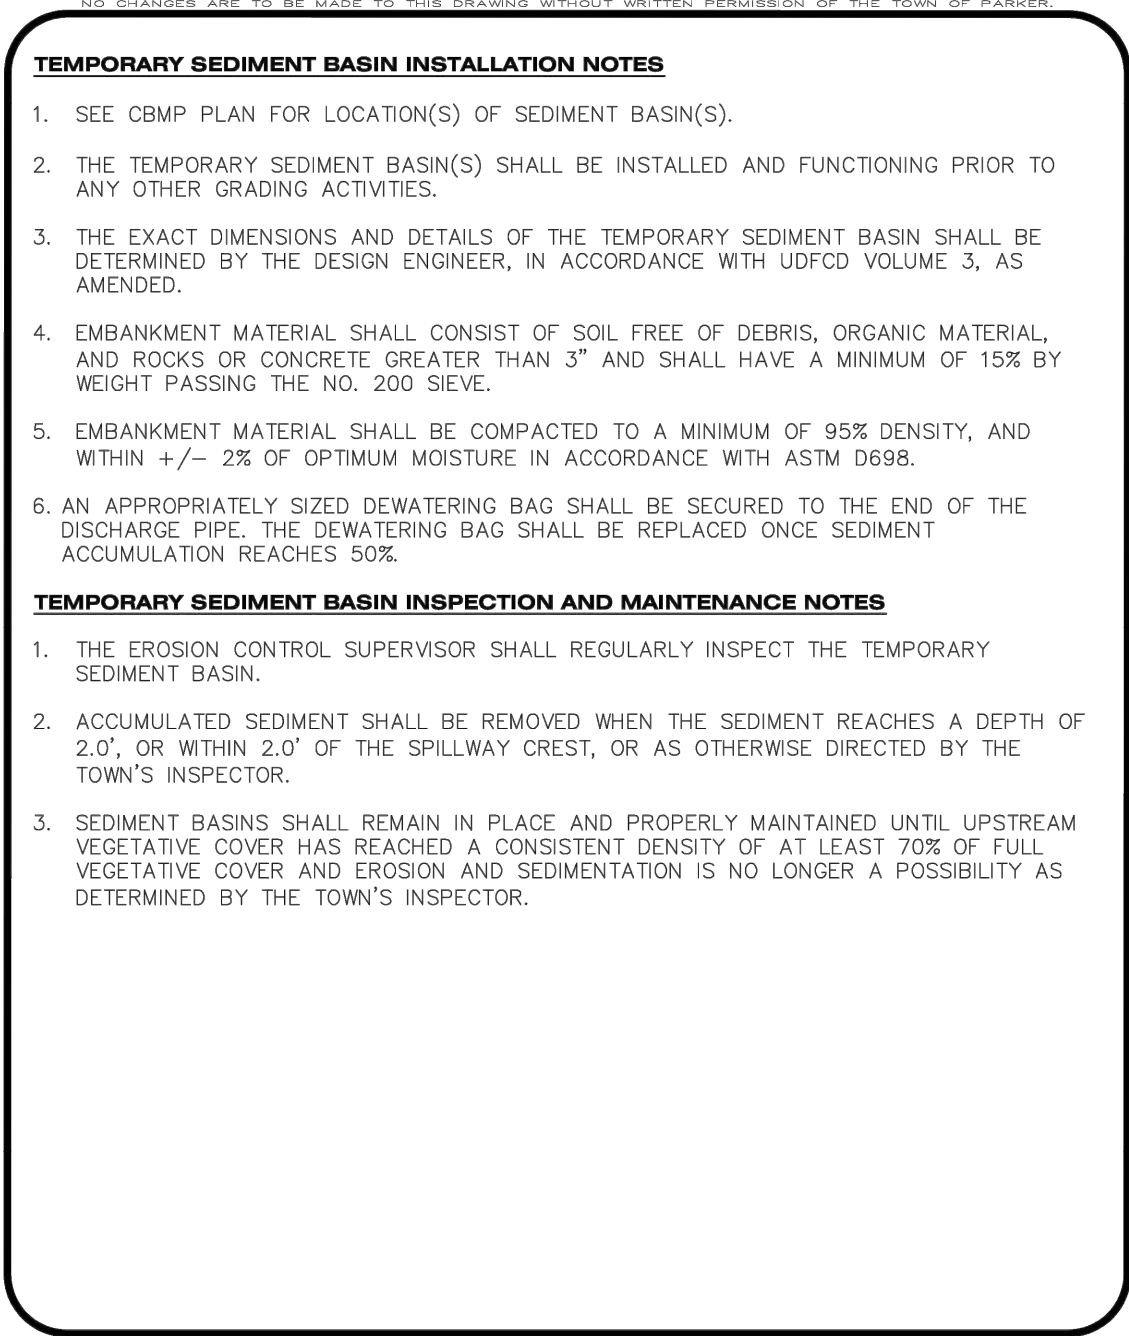 NO CHANGES ARE TO BE MADE TO THIS DRAWING WITHOUT WRITTEN PERMISSION OF THE TOWN OF PARKER.
TEMPORARY SEDIMENT BASIN INSTALLATION NOTES
1. SEE CBMP PLAN FOR LOCATION(S) OF SEDIMENT BASIN(S).
2. THE TEMPORARY SEDIMENT BASIN(S) SHALL BE INSTALLED AND FUNCTIONING PRIOR TO
ANY OTHER GRADING ACTIVITIES.
3. THE EXACT DIMENSIONS AND DETAILS OF THE TEMPORARY SEDIMENT BASIN SHALL BE
DETERMINED BY THE DESIGN ENGINEER, IN ACCORDANCE WITH UDFCD VOLUME 3, AS
AMENDED.
4. EMBANKMENT MATERIAL SHALL CONSIST OF SOIL FREE OF DEBRIS, ORGANIC MATERIAL,
AND ROCKS OR CONCRETE GREATER THAN 3" AND SHALL HAVE A MINIMUM OF 15% BY
WEIGHT PASSING THE NO. 200 SIEVE.
5. EMBANKMENT MATERIAL SHALL BE COMPACTED TO A MINIMUM OF 95% DENSITY, AND
WITHIN +/− 2% OF OPTIMUM MOISTURE IN ACCORDANCE WITH ASTM D698.
6. AN APPROPRIATELY SIZED DEWATERING BAG SHALL BE SECURED TO THE END OF THE
DISCHARGE PIPE. THE DEWATERING BAG SHALL BE REPLACED ONCE SEDIMENT
ACCUMULATION REACHES 50%.
TEMPORARY SEDIMENT BASIN INSPECTION AND MAINTENANCE NOTES
1. THE EROSION CONTROL SUPERVISOR SHALL REGULARLY INSPECT THE TEMPORARY
SEDIMENT BASIN.
2. ACCUMULATED SEDIMENT SHALL BE REMOVED WHEN THE SEDIMENT REACHES A DEPTH OF
2.0', OR WITHIN 2.0' OF THE SPILLWAY CREST, OR AS OTHERWISE DIRECTED BY THE
TOWN'S INSPECTOR.
3. SEDIMENT BASINS SHALL REMAIN IN PLACE AND PROPERLY MAINTAINED UNTIL UPSTREAM
VEGETATIVE COVER HAS REACHED A CONSISTENT DENSITY OF AT LEAST 70% OF FULL
VEGETATIVE COVER AND EROSION AND SEDIMENTATION IS NO LONGER A POSSIBILITY AS
DETERMINED BY THE TOWN'S INSPECTOR.